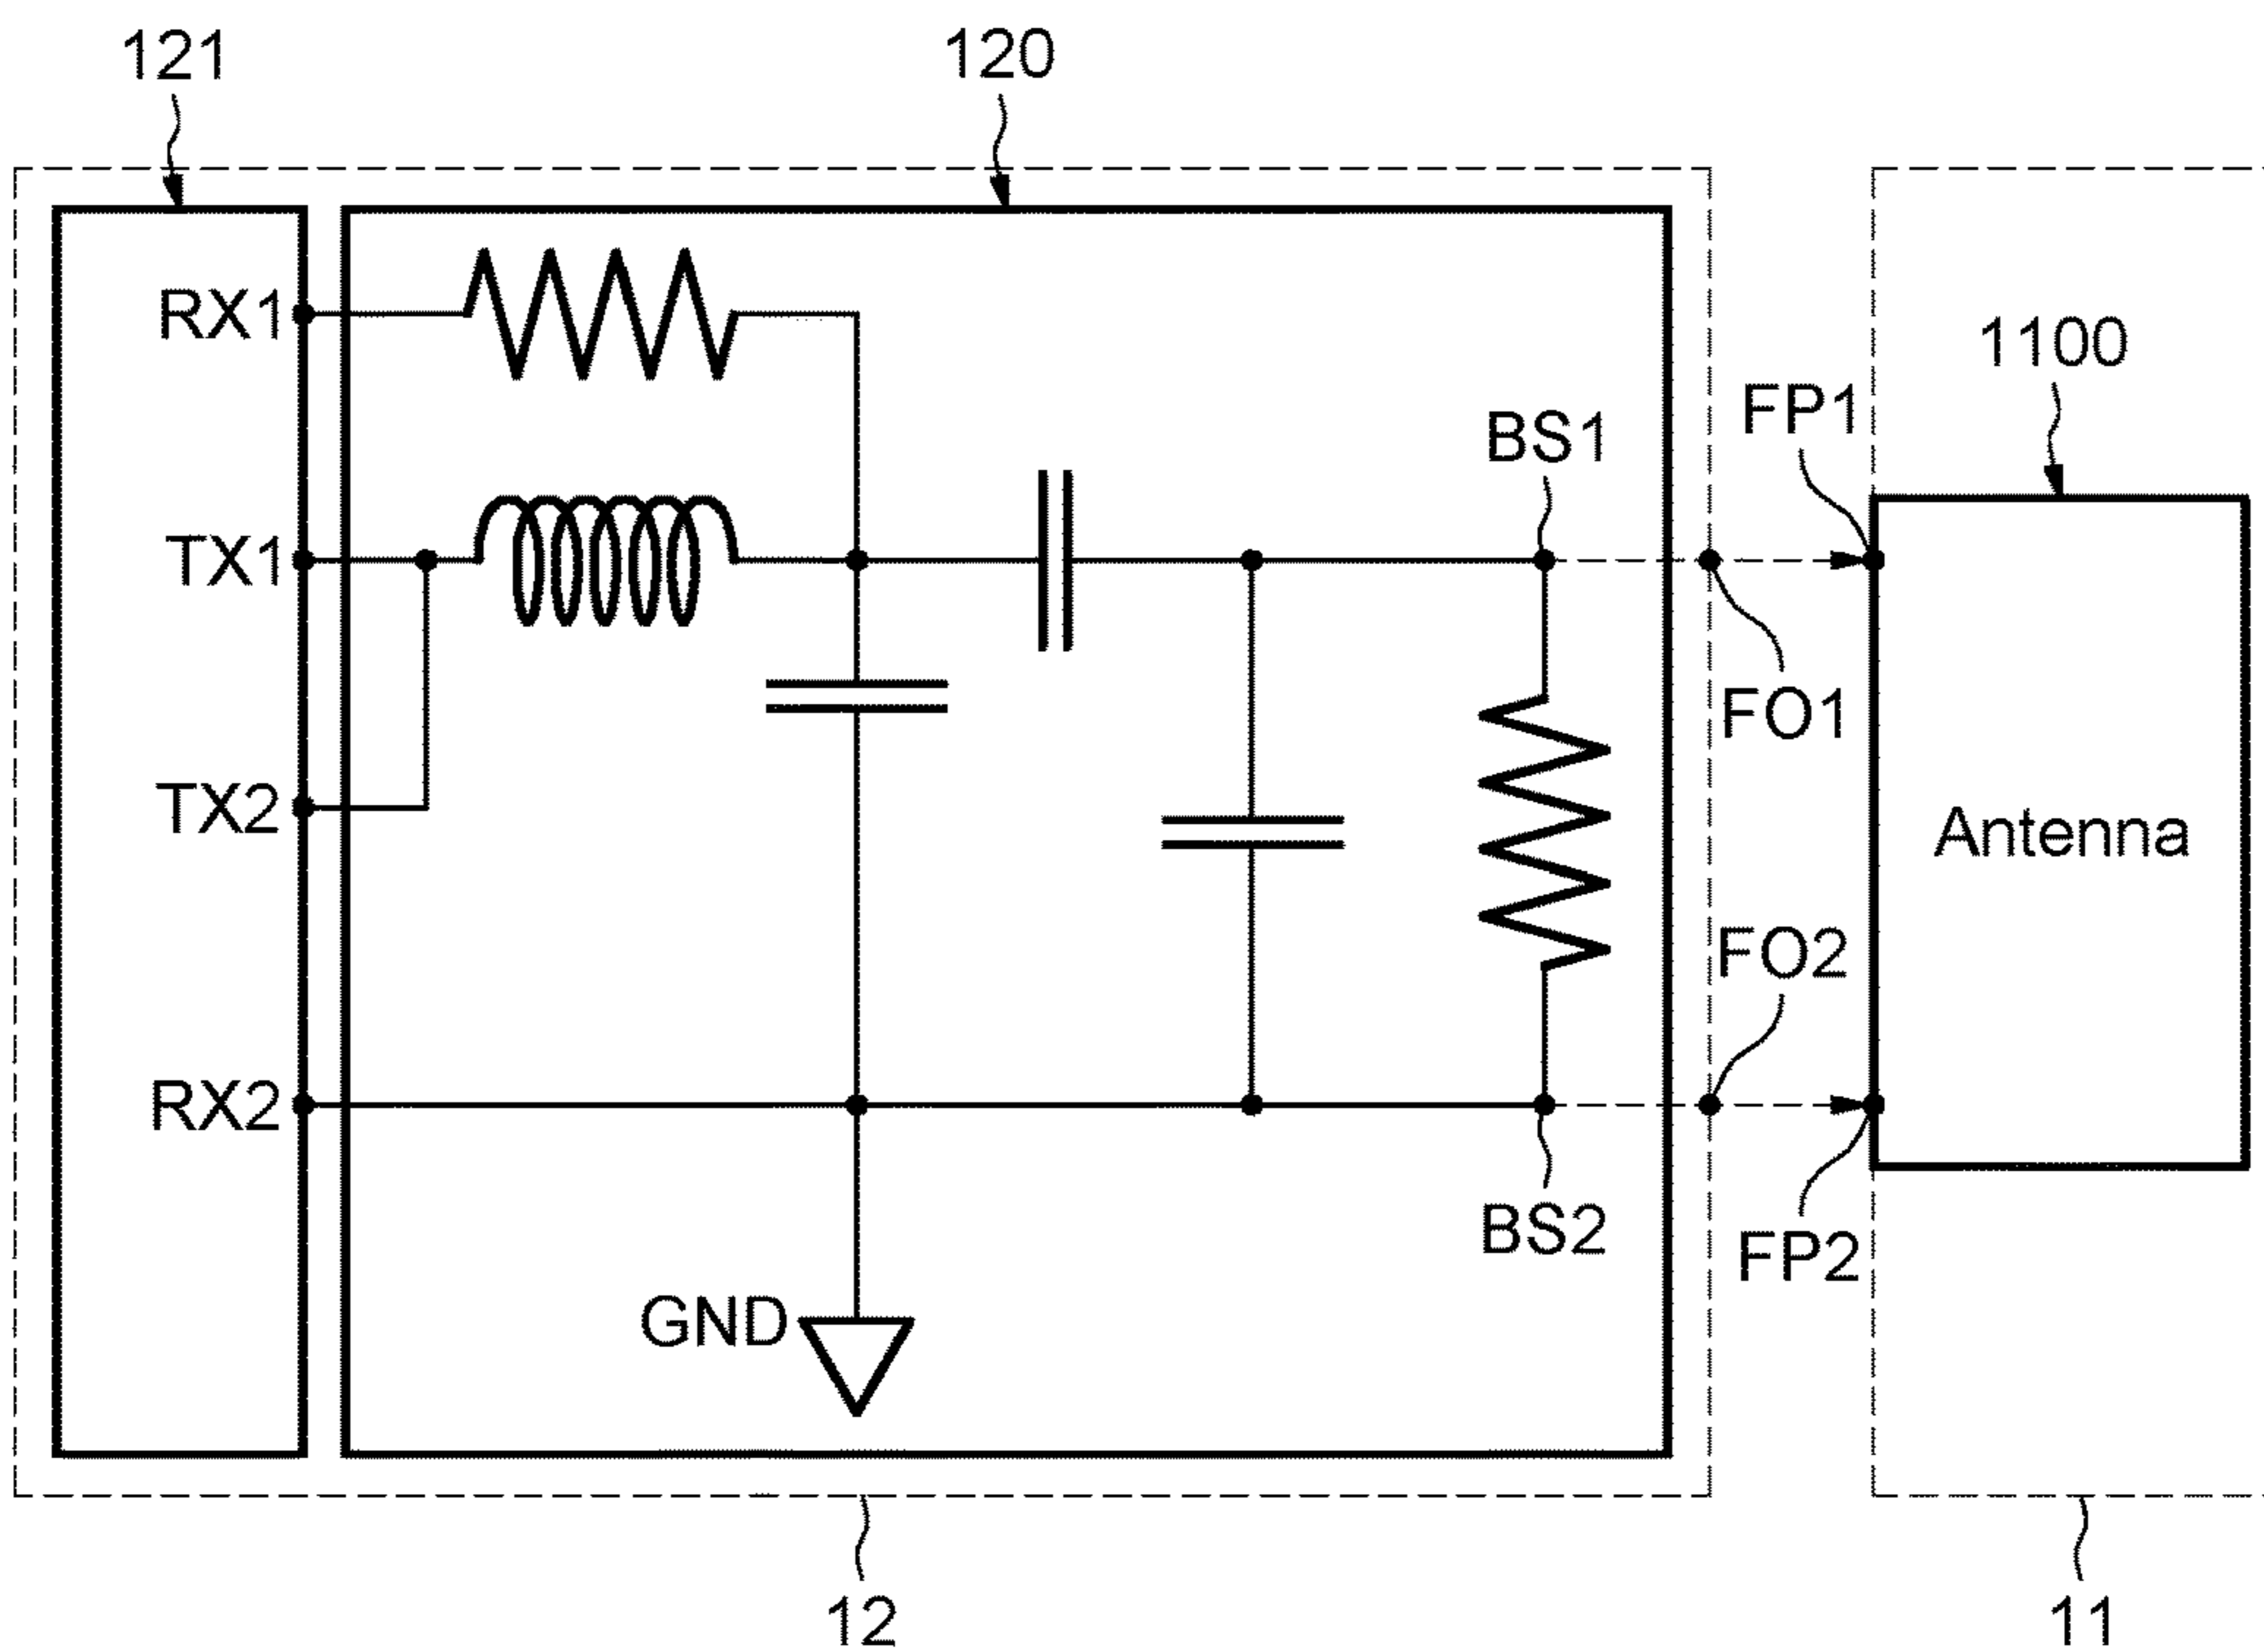 121
120
RX1
1100
FP1
BS1
TX1
FO1
TX2
Antenna
FO2
RX2
BS2
FP2
GND
12
11